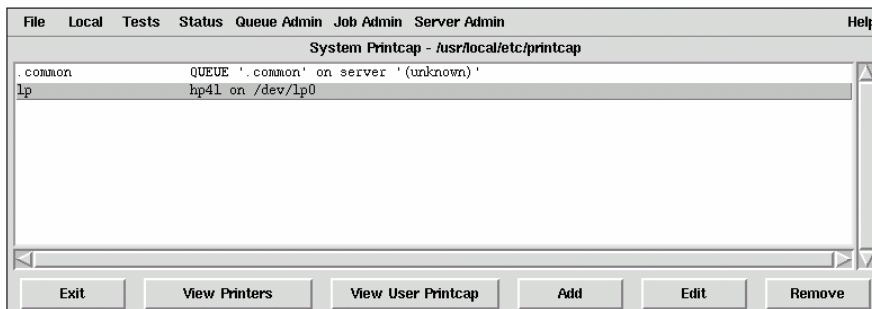 File Local Tests Status Queue Admin Job Admin Server Admin Help
System Printcap - /usr/local/etc/printcap
.common QUEUE '.common' on server '(unknown)'
lp hp4l on /dev/lp0
Exit View Printers View User Printcap Add Edit Remove